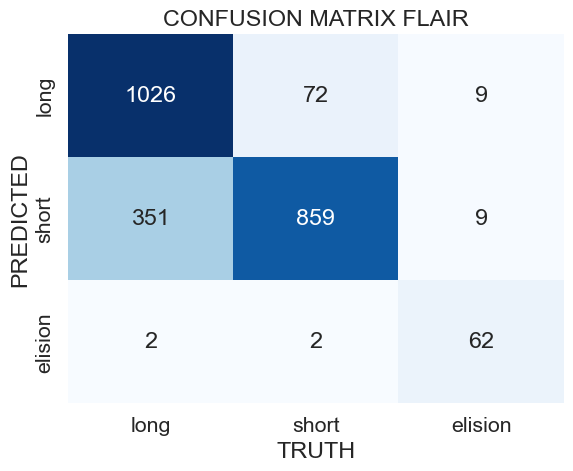 CONFUSION MATRIX FLAIR
PREDICTED
long
1026 72 9
short
351 859 9
elision
2 2 62
long short elision
TRUTH